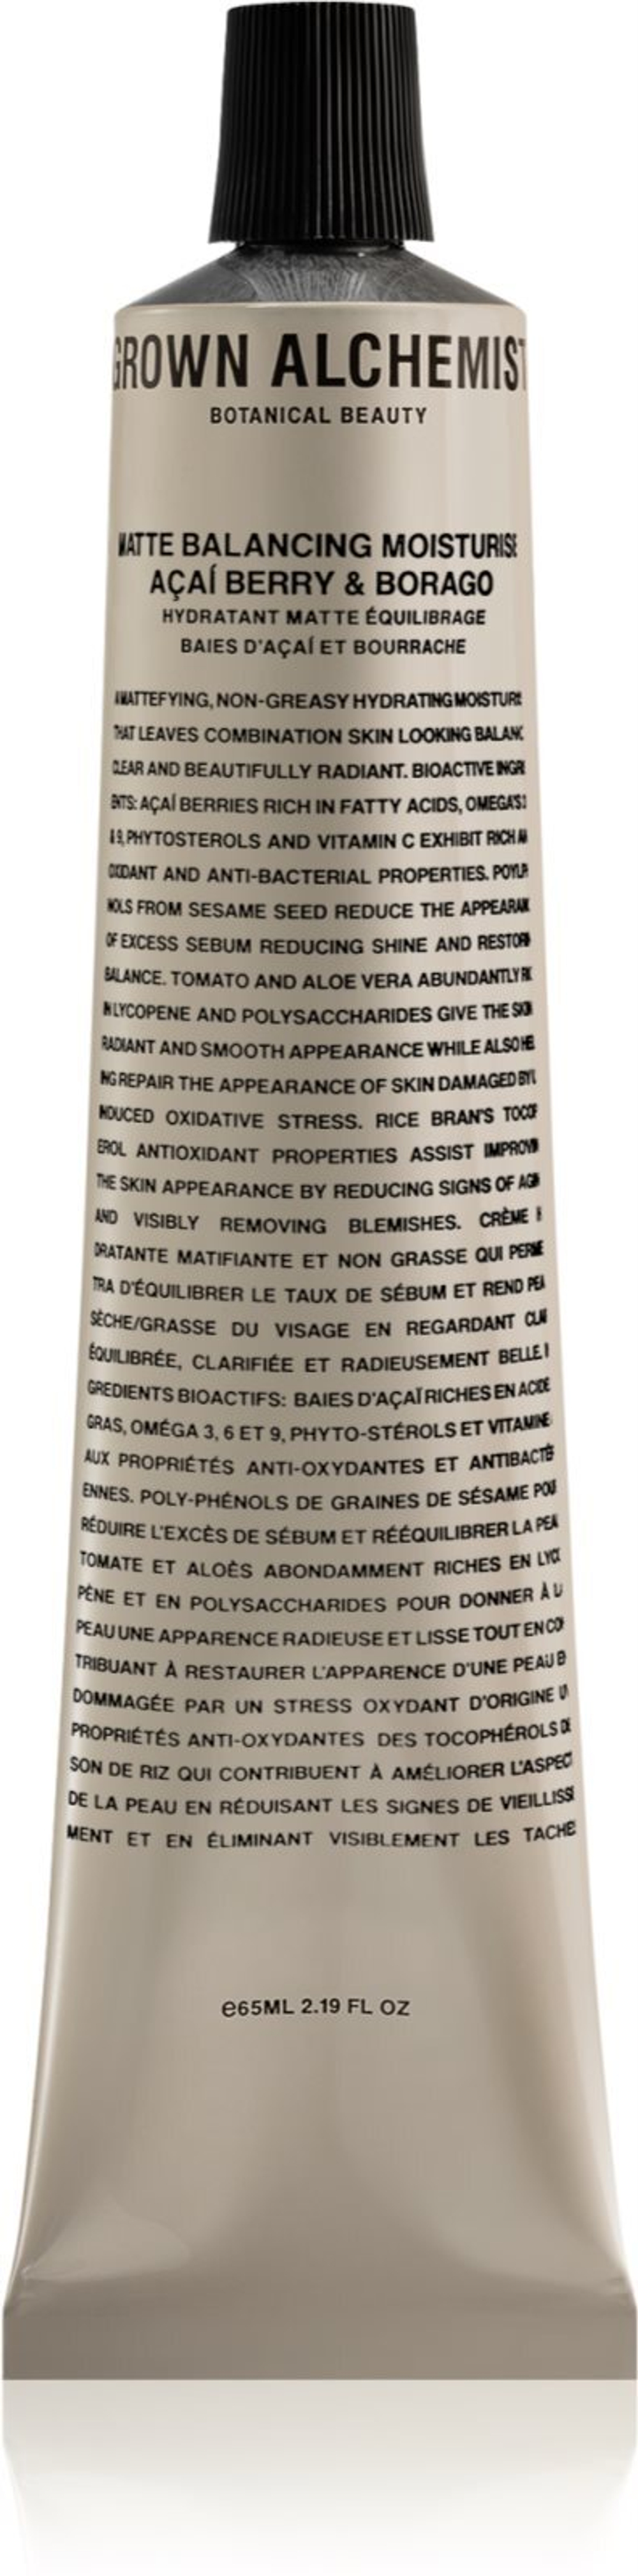 GROWN ALCHEMIST
BOTANICAL BEAUTY
MATTE BALANCING MOISTURISE
AÇAÍ BERRY & BORAGO
HYDRATANT MATTE ÉQUILIBRAGE
BAIES D'AÇAÍ ET BOURRACHE
A MATTEFYING, NON-GREASY HYDRATING MOISTURE
THAT LEAVES COMBINATION SKIN LOOKING BALANC
CLEAR AND BEAUTIFULLY RADIANT. BIOACTIVE INGRI
ENTS: AÇAÍ BERRIES RICH IN FATTY ACIDS, OMEGA'S 3
& 9, PHYTOSTEROLS AND VITAMIN C EXHIBIT RICH AN
OXIDANT AND ANTI-BACTERIAL PROPERTIES. POYLP
NOLS FROM SESAME SEED REDUCE THE APPEARAN
OF EXCESS SEBUM REDUCING SHINE AND RESTORI
BALANCE. TOMATO AND ALOE VERA ABUNDANTLY RI
IN LYCOPENE AND POLYSACCHARIDES GIVE THE SKI
RADIANT AND SMOOTH APPEARANCE WHILE ALSO HE
ING REPAIR THE APPEARANCE OF SKIN DAMAGED BY
INDUCED OXIDATIVE STRESS. RICE BRAN'S TOCO
EROL ANTIOXIDANT PROPERTIES ASSIST IMPROVI
THE SKIN APPEARANCE BY REDUCING SIGNS OF AGI
AND VISIBLY REMOVING BLEMISHES. CRÈME H
DRATANTE MATIFIANTE ET NON GRASSE QUI PERME
TRA D'ÉQUILIBRER LE TAUX DE SÉBUM ET REND PEA
SÈCHE/GRASSE DU VISAGE EN REGARDANT CLAI
ÉQUILIBRÉE, CLARIFIÉE ET RADIEUSEMENT BELLE. I
GREDIENTS BIOACTIFS: BAIES D'AÇAÏ RICHES EN ACIDE
GRAS, OMÉGA 3, 6 ET 9, PHYTO-STÉROLS ET VITAMINE
AUX PROPRIÉTÉS ANTI-OXYDANTES ET ANTIBACTÉ
ENNES. POLY-PHÉNOLS DE GRAINES DE SÉSAME POU
RÉDUIRE L'EXCÈS DE SÉBUM ET RÉÉQUILIBRER LA PEA
TOMATE ET ALOÈS ABONDAMMENT RICHES EN LYCO
PÈNE ET EN POLYSACCHARIDES POUR DONNER À LA
PEAU UNE APPARENCE RADIEUSE ET LISSE TOUT EN CO
TRIBUANT À RESTAURER L'APPARENCE D'UNE PEAU E
DOMMAGÉE PAR UN STRESS OXYDANT D'ORIGINE U
PROPRIÉTÉS ANTI-OXYDANTES DES TOCOPHÉROLS DE
SON DE RIZ QUI CONTRIBUENT À AMÉLIORER L'ASPECT
DE LA PEAU EN RÉDUISANT LES SIGNES DE VIEILLISSE
MENT ET EN ÉLIMINANT VISIBLEMENT LES TACHES
e65ML 2.19 FL OZ